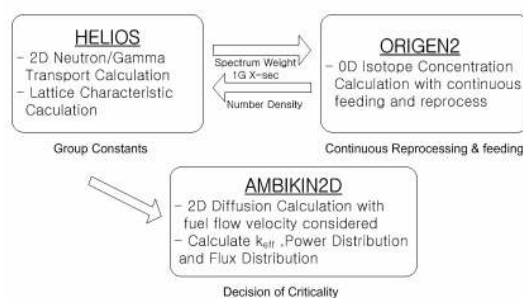 HELIOS
- 2D Neutron/Gamma
Transport Calculation
- Lattice Characteristic
Caculation
Group Constants
Spectrum Weight
1G X-sec
Number Density
ORIGEN2
- 0D Isotope Concentration
Calculation with continuous
feeding and reprocess
Continuous Reprocessing & feeding
AMBIKIN2D
- 2D Diffusion Calculation with
fuel flow velocity considered
- Calculate keff ,Power Distribution
and Flux Distribution
Decision of Criticality